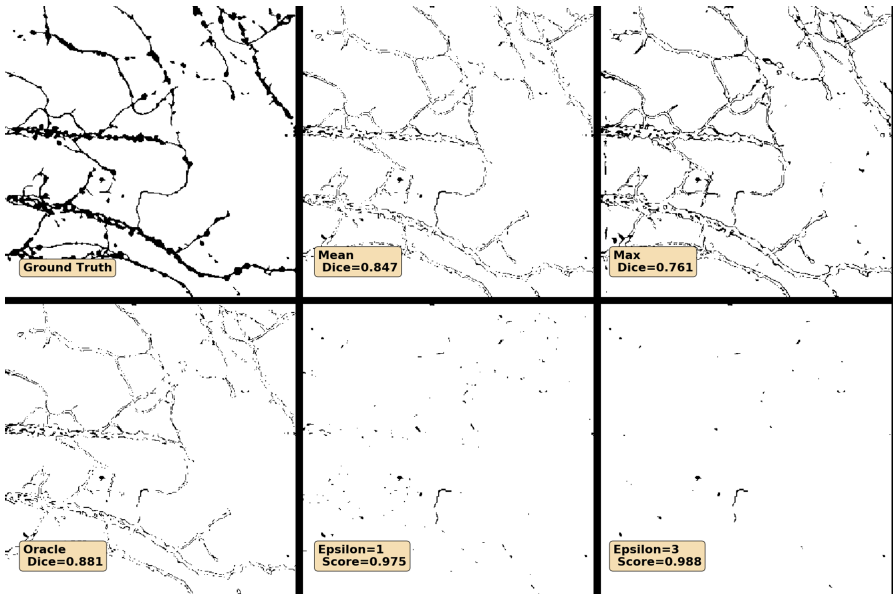 Ground Truth
Mean
Dice=0.847
Max
Dice=0.761
Oracle
Dice=0.881
Epsilon=1
Score=0.975
Epsilon=3
Score=0.988